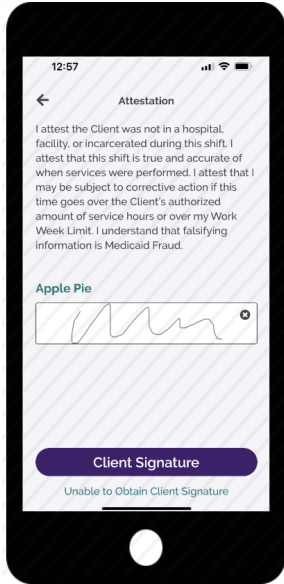 12:57
Attestation
I attest the Client was not in a hospital,
facility, or incarcerated during this shift. I
attest that this shift is true and accurate of
when services were performed. I attest that I
may be subject to corrective action if this
time goes over the Client's authorized
amount of service hours or over my Work
Week Limit. I understand that falsifying
information is Medicaid Fraud.
Apple Pie
Client Signature
Unable to Obtain Client Signature